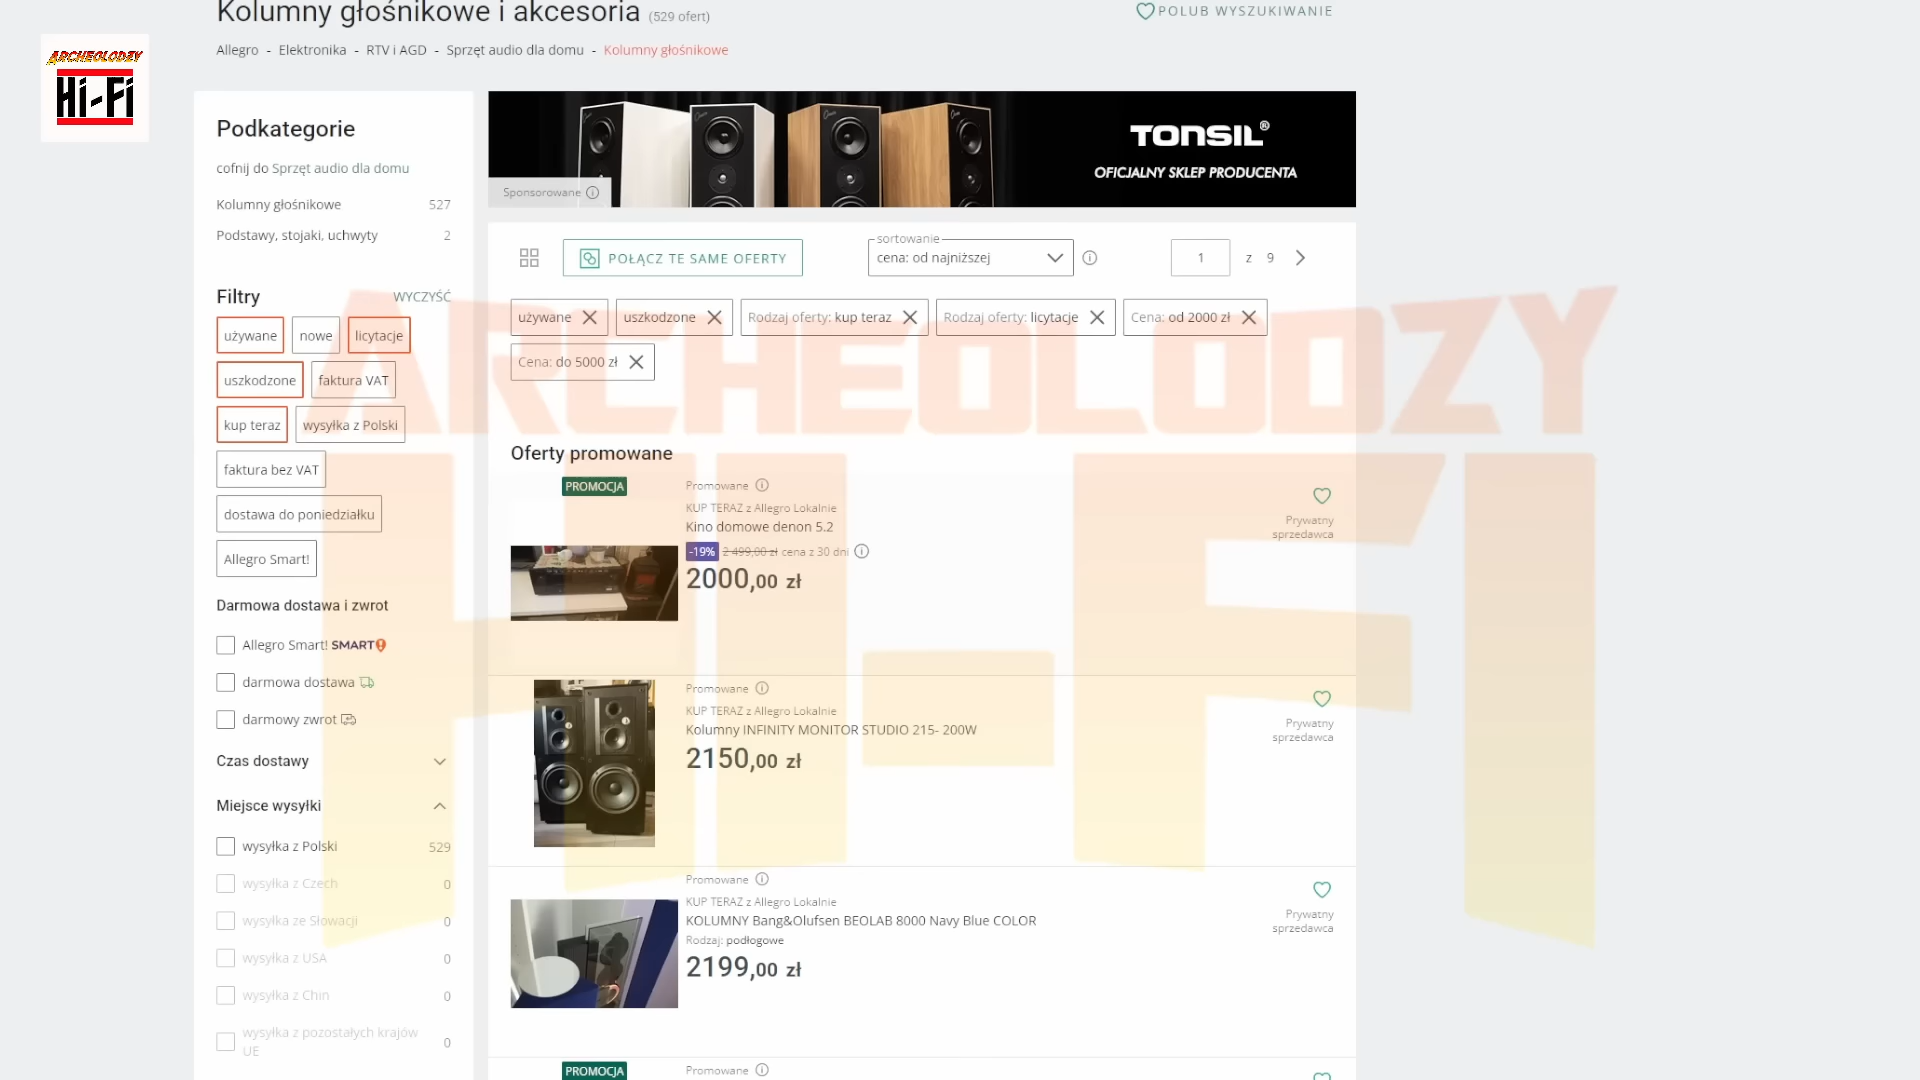 Kolumny głośnikowe i akcesoria (529 ofert)
POLUB WYSZUKIWANIE
Allegro - Elektronika - RTV i AGD - Sprzęt audio dla domu - Kolumny głośnikowe
ARCHEOLODZY
Hi-Fi
Podkategorie
cofnij do Sprzęt audio dla domu
Kolumny głośnikowe 527
Podstawy, stojaki, uchwyty 2
Filtry WYCZYŚĆ
używane nowe licytacje
uszkodzone faktura VAT
kup teraz wysyłka z Polski
faktura bez VAT
dostawa do poniedziałku
Allegro Smart!
Darmowa dostawa i zwrot
Allegro Smart! SMART!
darmowa dostawa
darmowy zwrot
Czas dostawy
Miejsce wysyłki
wysyłka z Polski 529
wysyłka z Czech 0
wysyłka ze Słowacji 0
wysyłka z USA 0
wysyłka z Chin 0
wysyłka z pozostałych krajów
UE 0
TONSIL®
OFICJALNY SKLEP PRODUCENTA
Sponsorowane
POŁĄCZ TE SAME OFERTY
sortowanie
cena: od najniższej
1 z 9
używane uszkodzone Rodzaj oferty: kup teraz Rodzaj oferty: licytacje Cena: od 2000 zł
Cena: do 5000 zł
ARCHEOLODZY
HI-FI
Oferty promowane
PROMOCJA
Promowane
KUP TERAZ z Allegro Lokalnie
Kino domowe denon 5.2
-19% 2 499,00 zł cena z 30 dni
2000,00 zł
Prywatny
sprzedawca
Promowane
KUP TERAZ z Allegro Lokalnie
Kolumny INFINITY MONITOR STUDIO 215- 200W
2150,00 zł
Prywatny
sprzedawca
Promowane
KUP TERAZ z Allegro Lokalnie
KOLUMNY Bang&Olufsen BEOLAB 8000 Navy Blue COLOR
Rodzaj: podłogowe
2199,00 zł
Prywatny
sprzedawca
PROMOCJA
Promowane